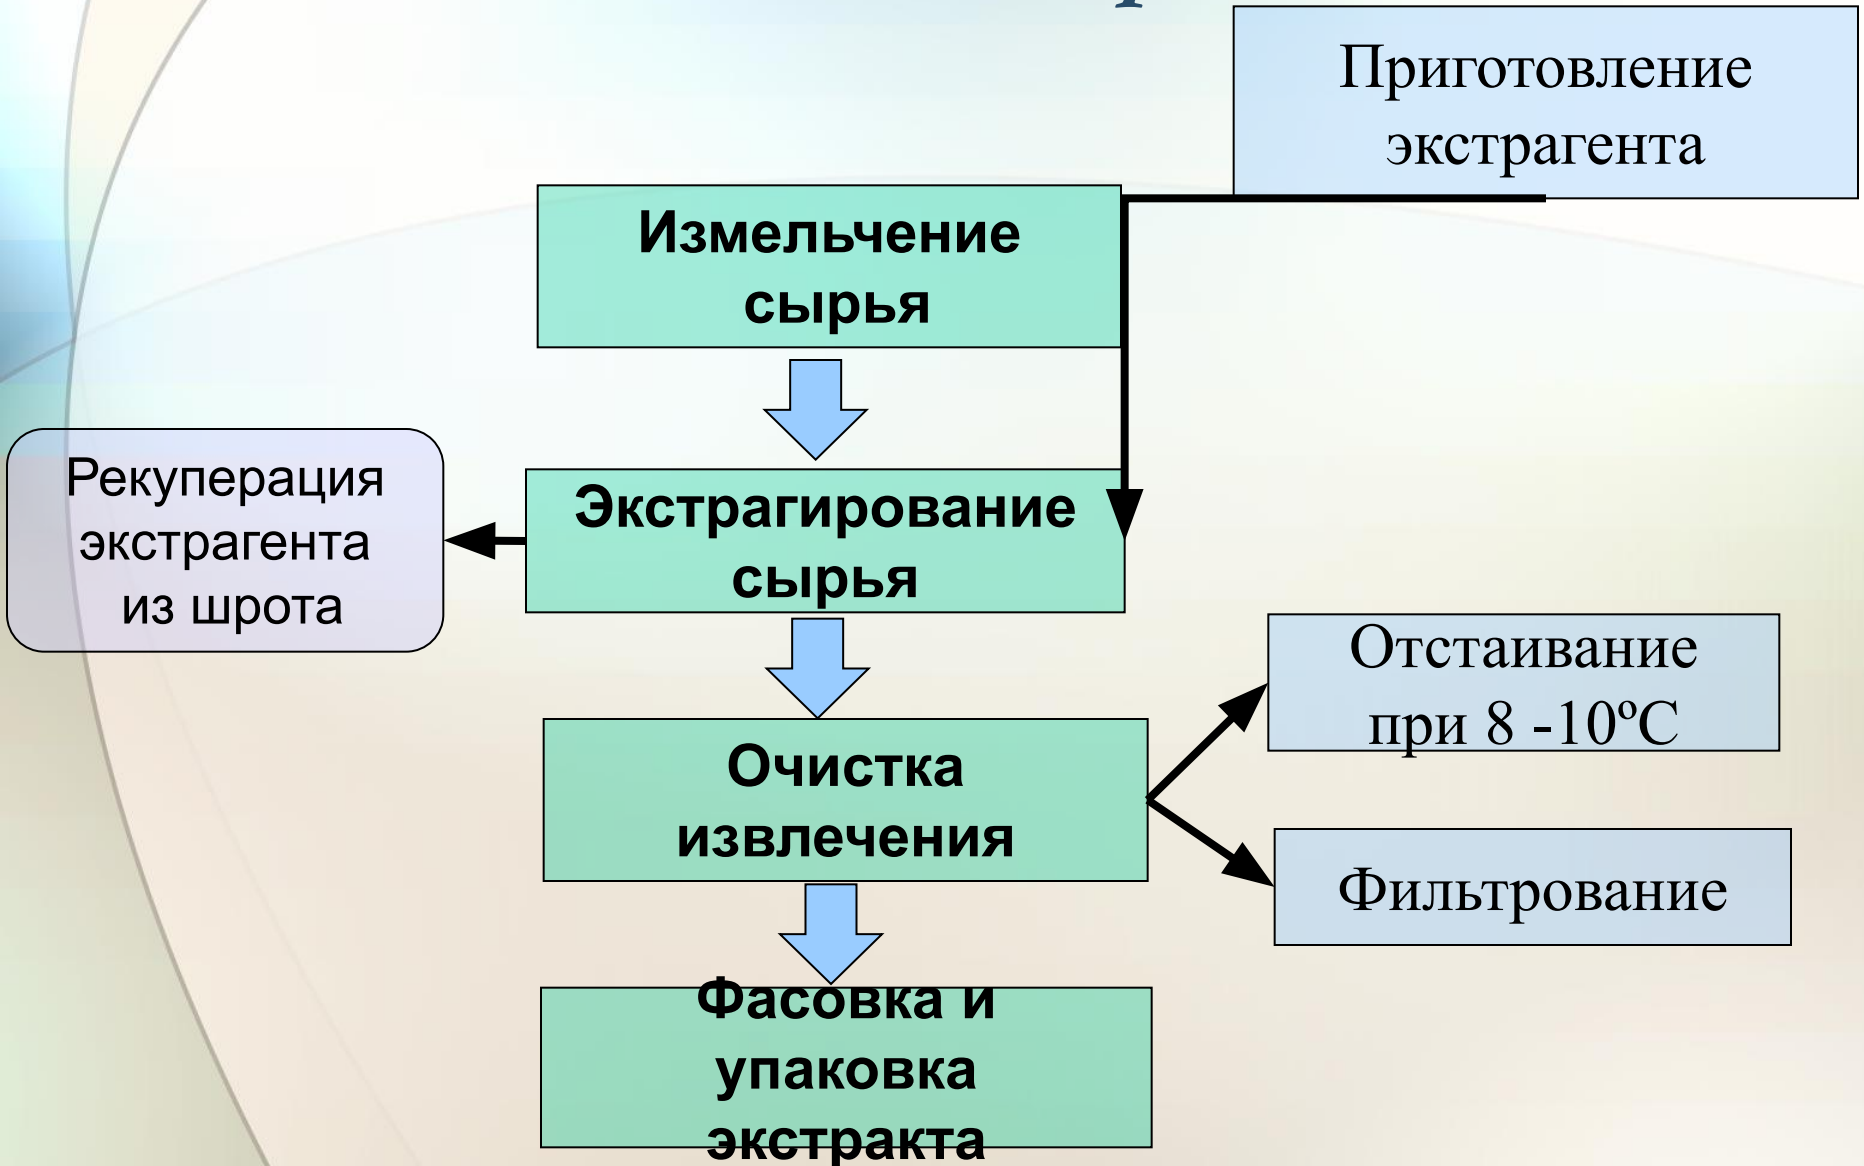 Приготовление
экстрагента
Измельчение
сырья
Рекуперация
экстрагента
из шрота
Экстрагирование
сырья
Отстаивание
при 8 -10ºС
Очистка
извлечения
Фильтрование
Фасовка и
упаковка
экстракта